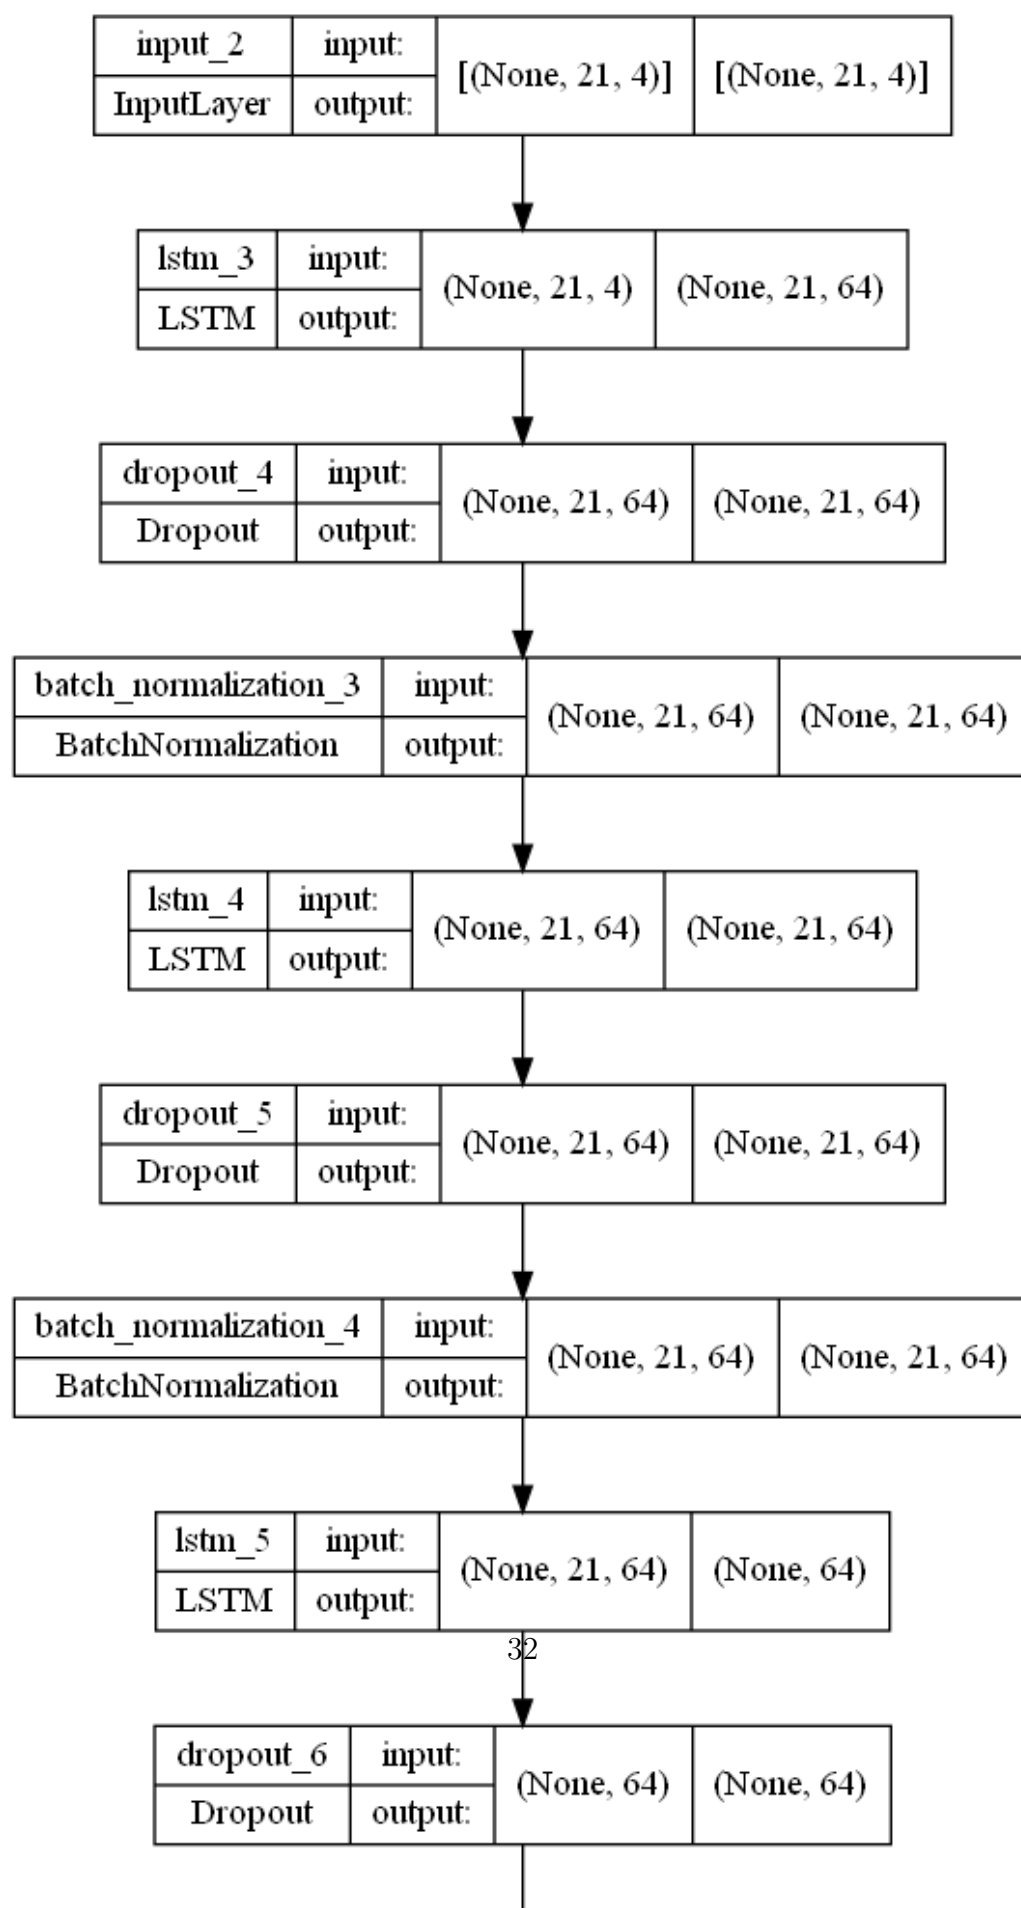 input_2 input: [(None, 21, 4)] [(None, 21, 4)]
InputLayer output:
lstm_3 input: (None, 21, 4) (None, 21, 64)
LSTM output:
dropout_4 input: (None, 21, 64) (None, 21, 64)
Dropout output:
batch_normalization_3 input: (None, 21, 64) (None, 21, 64)
BatchNormalization output:
lstm_4 input: (None, 21, 64) (None, 21, 64)
LSTM output:
dropout_5 input: (None, 21, 64) (None, 21, 64)
Dropout output:
batch_normalization_4 input: (None, 21, 64) (None, 21, 64)
BatchNormalization output:
lstm_5 input: (None, 21, 64) (None, 64)
LSTM output:
32
dropout_6 input: (None, 64) (None, 64)
Dropout output: